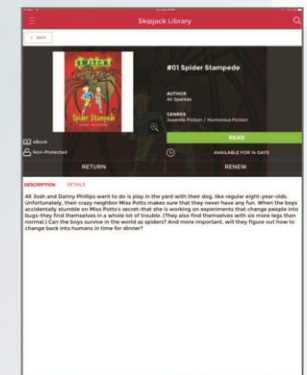 Skipjack Library
< BACK
S.W.I.T.C.H.
Spider Stampede
#01 Spider Stampede
AUTHOR
Ali Sparkes
GENRES
Juvenile Fiction / Humorous Fiction
READ
eBook
Non-Protected
AVAILABLE FOR 14 DAYS
RETURN
RENEW
DESCRIPTION
DETAILS
All Josh and Danny Phillips want to do is play in the yard with their dog, like regular eight-year-olds.
Unfortunately, their crazy neighbor Miss Potts makes sure that they never have any fun. When the boys
accidentally stumble on Miss Potts's secret-that she is working on experiments that change people into
bugs-they find themselves in a whole lot of trouble. (They also find themselves with six more legs than
normal.) Can the boys survive in the world as spiders? And more important, will they figure out how to
change back into humans in time for dinner?